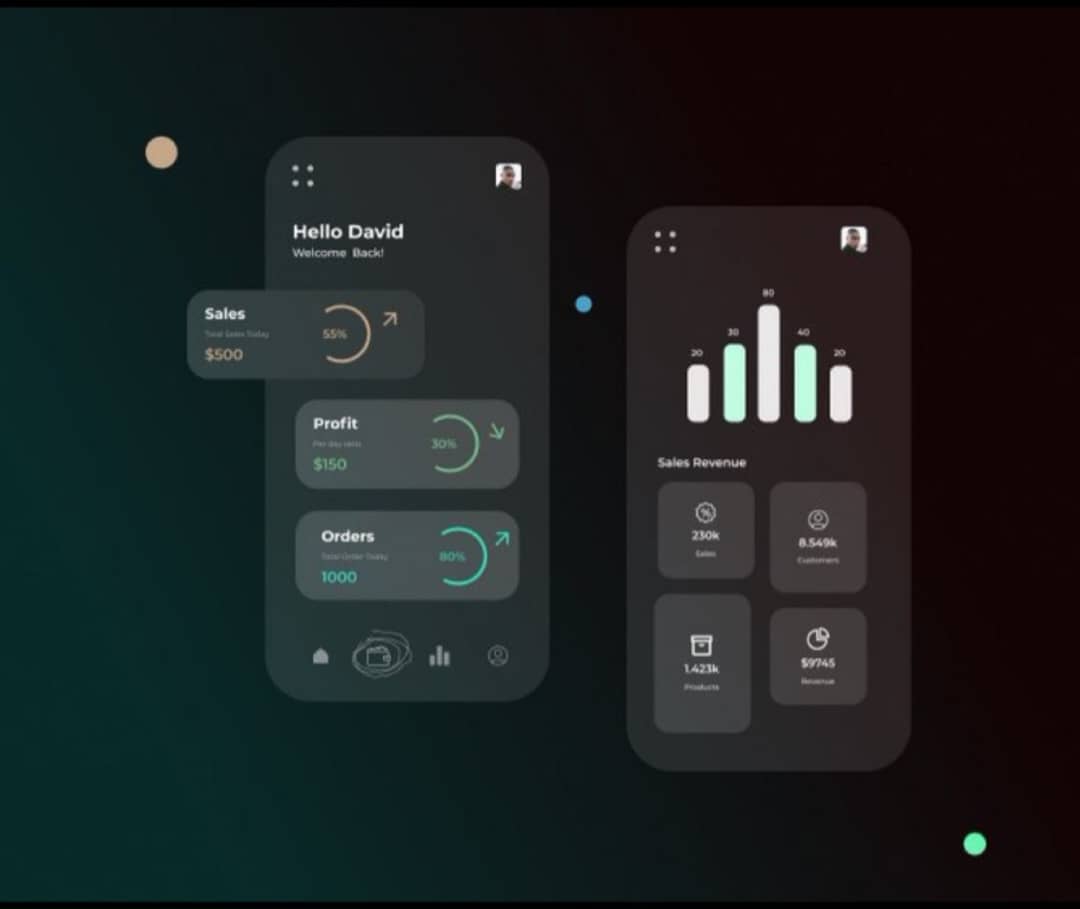 Hello David
Welcome Back!
Sales
Total Sales Today
55%
$500
Profit
Per day ratio
30%
$150
Orders
Total Order Today
80%
1000
80
30
40
20
20
Sales Revenue
230k
Sales
8.549k
Customers
1.423k
Products
$9745
Revenue